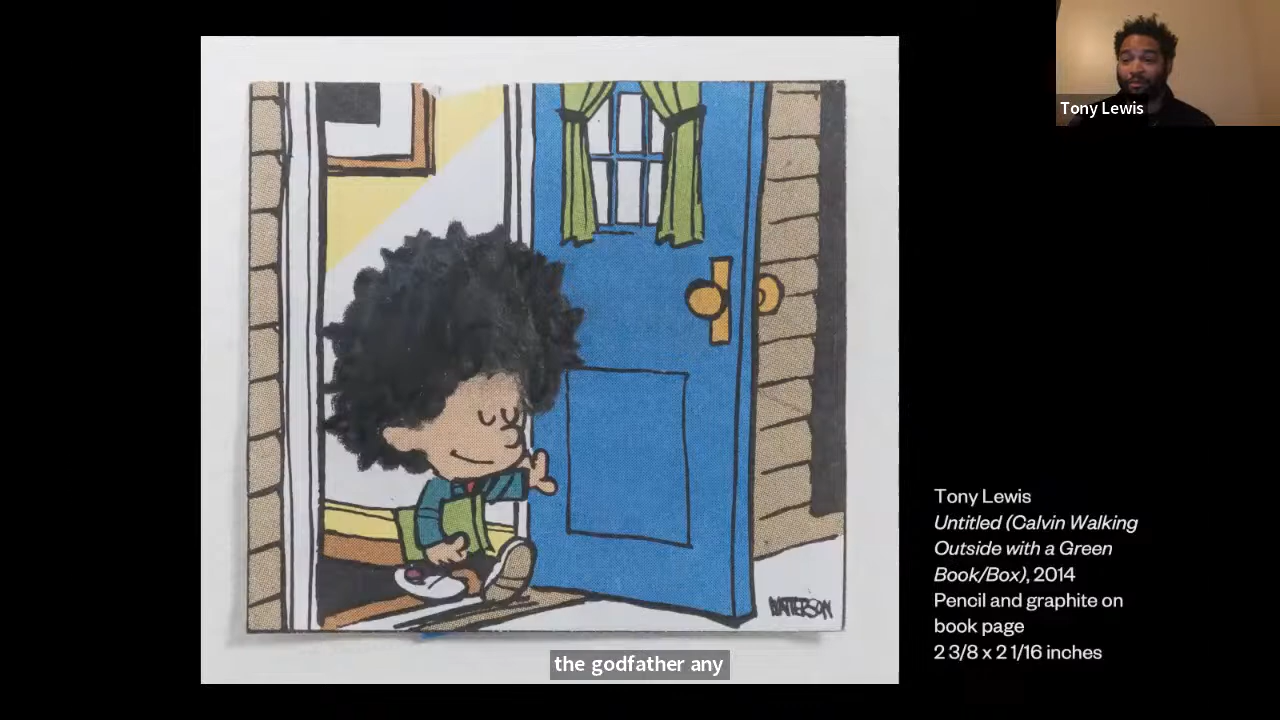 Tony Lewis
WATTERSON
Tony Lewis
Untitled (Calvin Walking
Outside with a Green
Book/Box), 2014
Pencil and graphite on
book page
2 3/8 x 2 1/16 inches
the godfather any